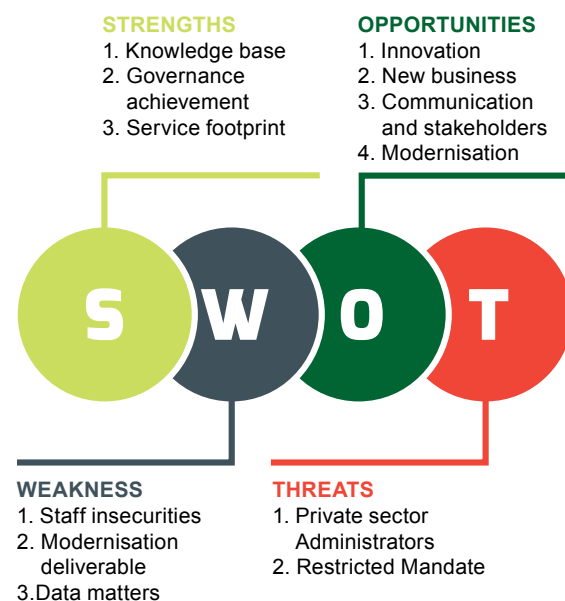 STRENGTHS
1. Knowledge base
2. Governance
achievement
3. Service footprint
OPPORTUNITIES
1. Innovation
2. New business
3. Communication
and stakeholders
4. Modernisation
S W O T
WEAKNESS
1. Staff insecurities
2. Modernisation
deliverable
3.Data matters
THREATS
1. Private sector
Administrators
2. Restricted Mandate